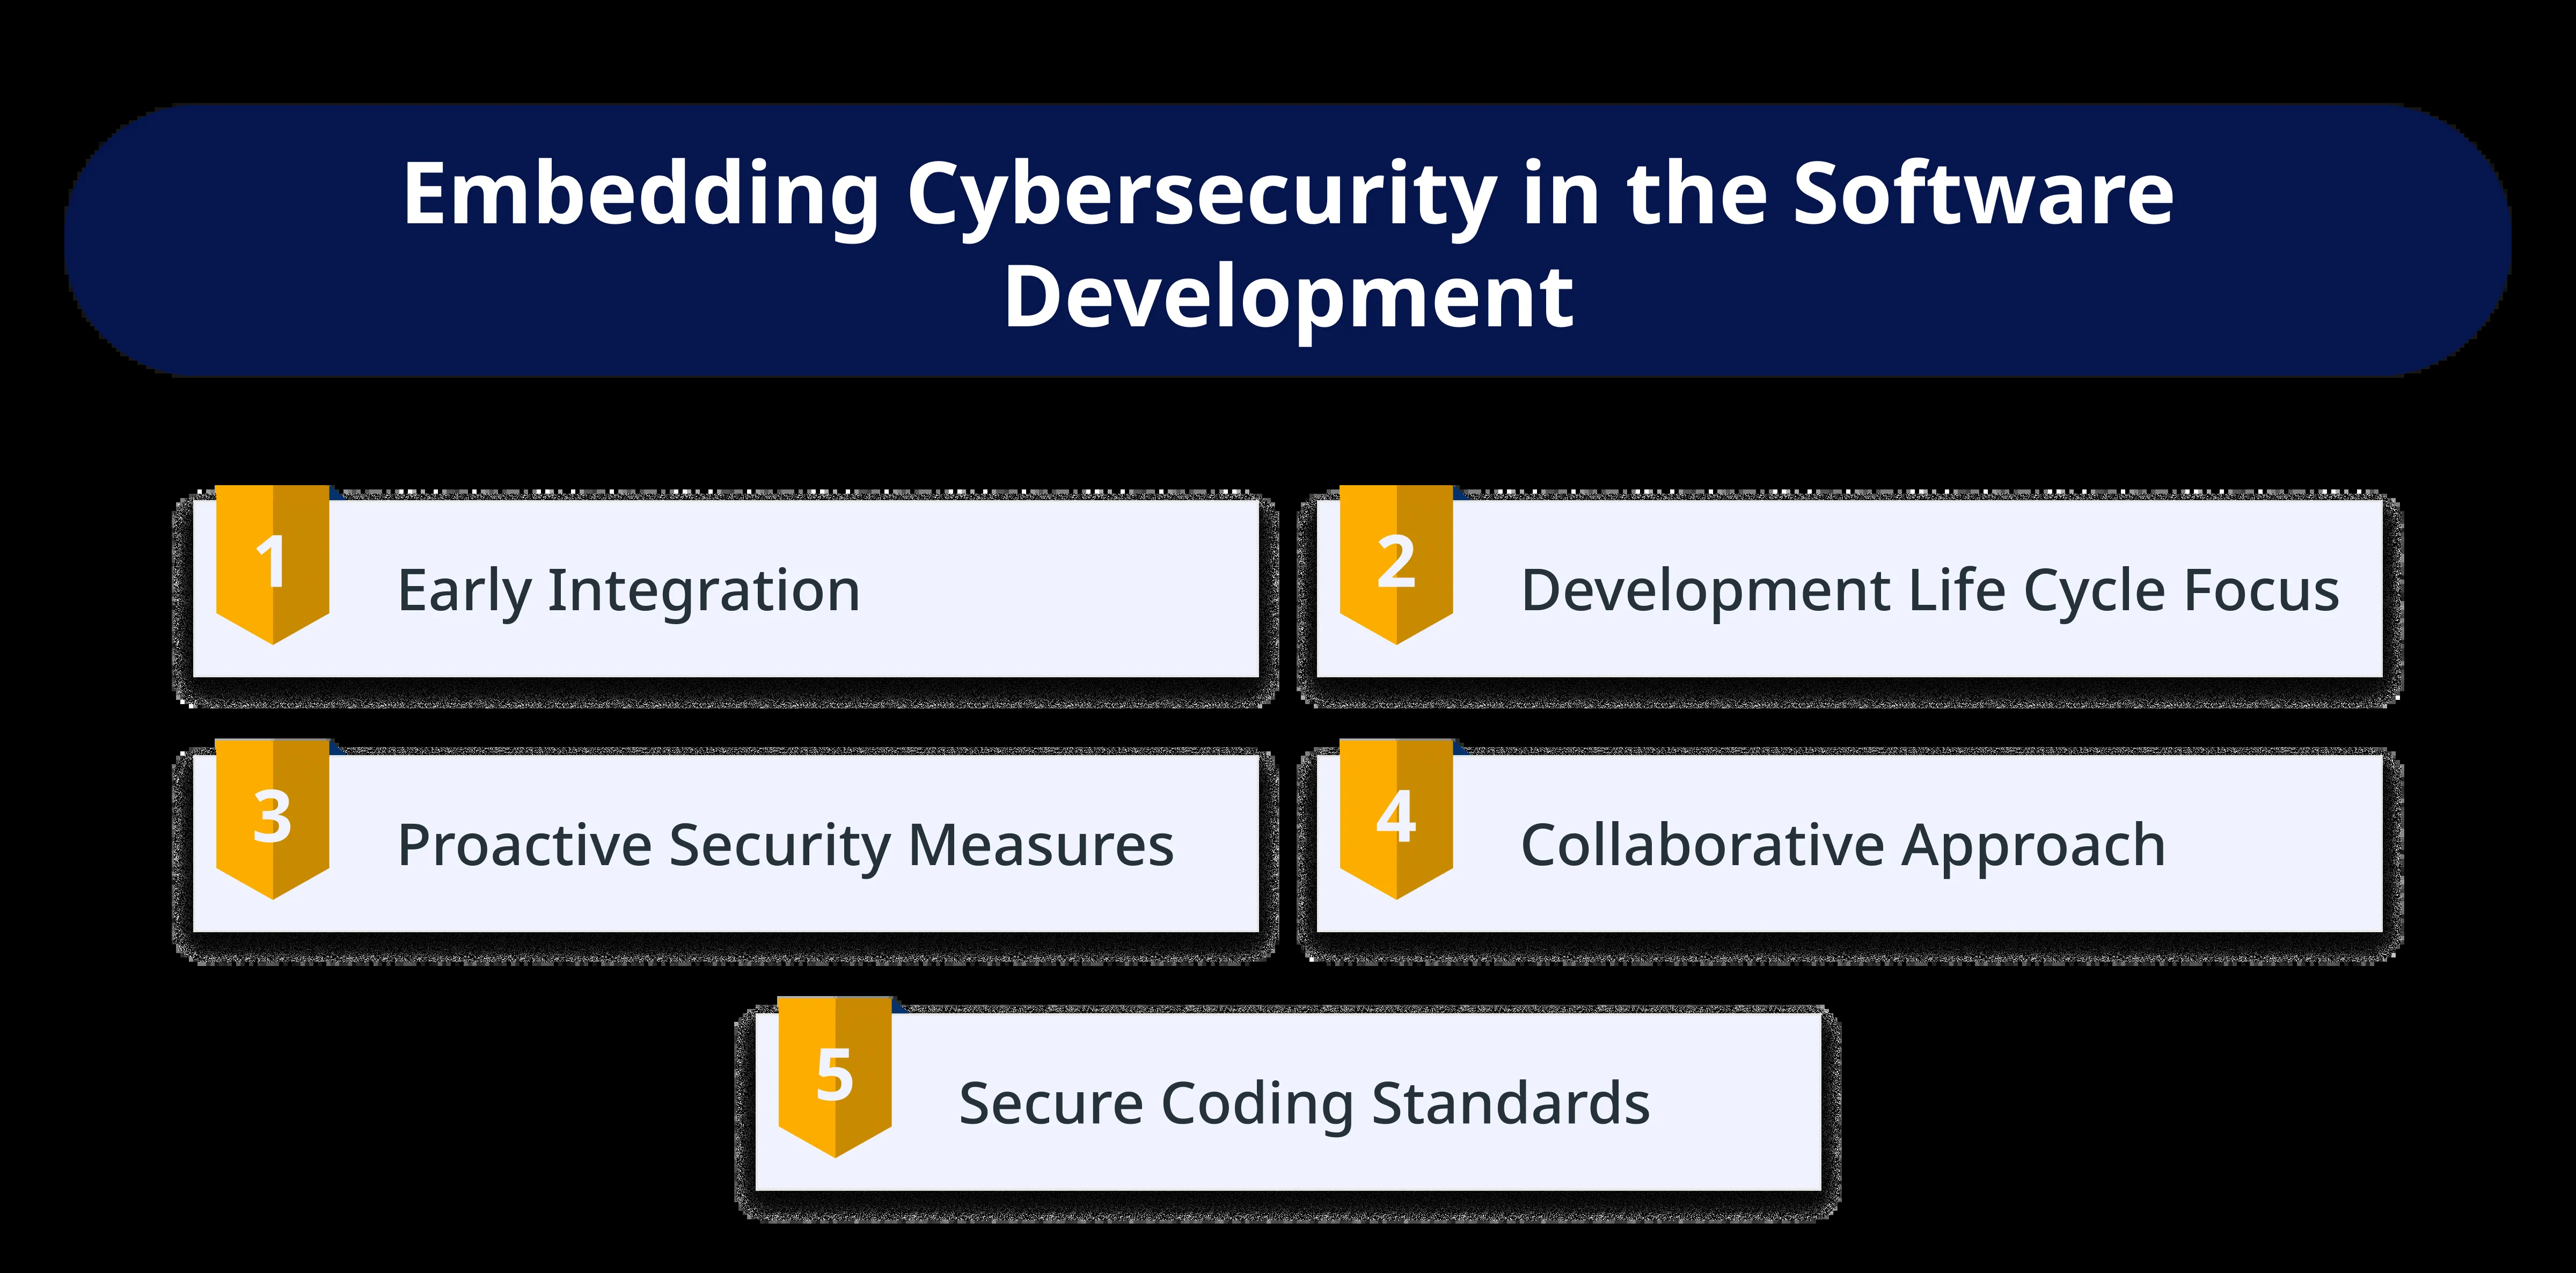 Embedding Cybersecurity in the Software
Development
1
Early Integration
2
Development Life Cycle Focus
3
Proactive Security Measures
4
Collaborative Approach
5
Secure Coding Standards